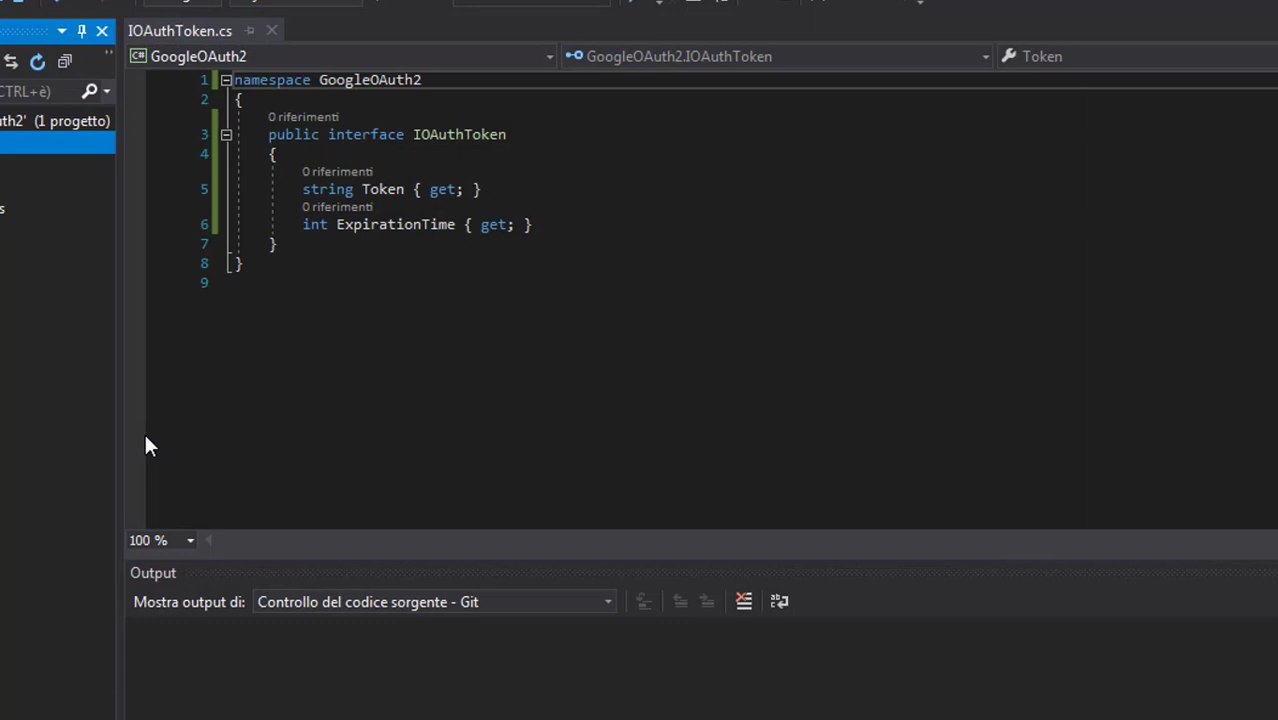 IOAuthToken.cs
CTRL+è)
uth2' (1 progetto)
s
C# GoogleOAuth2
GoogleOAuth2.IOAuthToken
Token
1 namespace GoogleOAuth2
2 {
0 riferimenti
3 public interface IOAuthToken
4 {
0 riferimenti
5 string Token { get; }
0 riferimenti
6 int ExpirationTime { get; }
7 }
8 }
9
100 %
Output
Mostra output di: Controllo del codice sorgente - Git